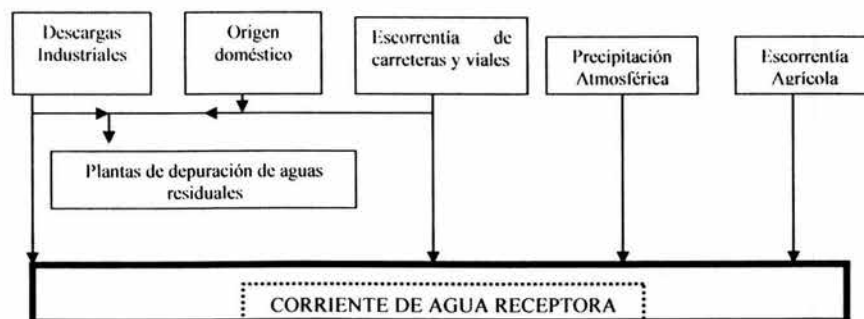 Descargas
Industriales
Origen
doméstico
Escorrentía de
carreteras y viales
Precipitación
Atmosférica
Escorrentía
Agrícola
Plantas de depuración de aguas
residuales
CORRIENTE DE AGUA RECEPTORA